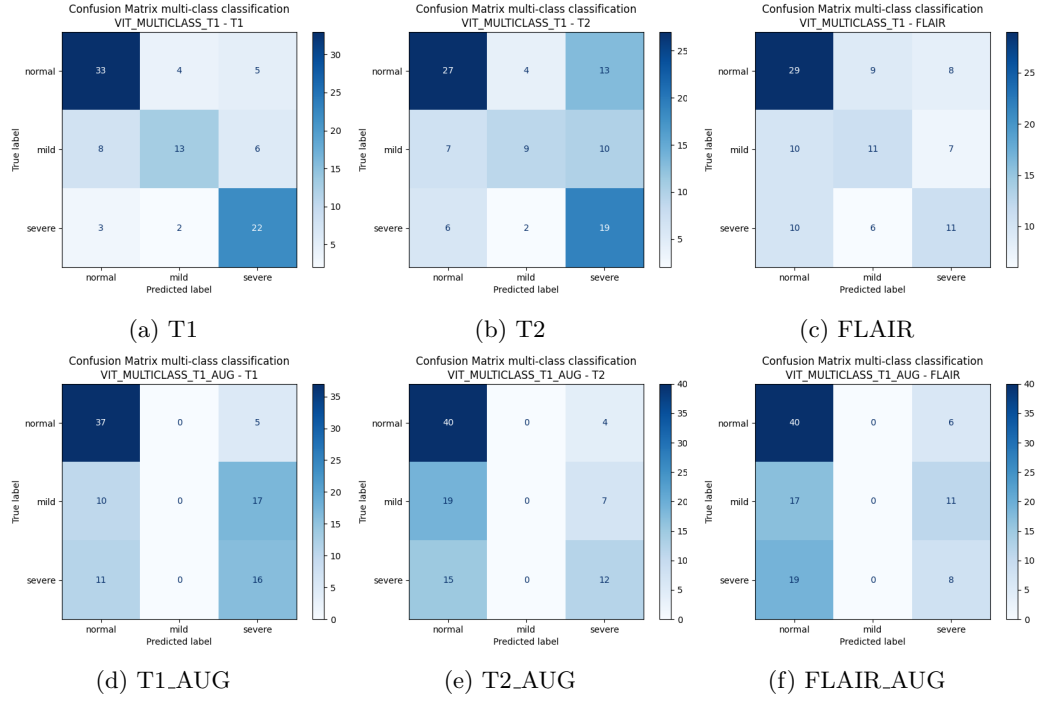 Confusion Matrix multi-class classification
VIT_MULTICLASS_T1 - T1
normal 33 4 5
mild 8 13 6
severe 3 2 22
normal mild severe
Predicted label
True label
30
25
20
15
10
5
(a) T1
Confusion Matrix multi-class classification
VIT_MULTICLASS_T1 - T2
normal 27 4 13
mild 7 9 10
severe 6 2 19
normal mild severe
Predicted label
True label
25
20
15
10
5
(b) T2
Confusion Matrix multi-class classification
VIT_MULTICLASS_T1 - FLAIR
normal 29 9 8
mild 10 11 7
severe 10 6 11
normal mild severe
Predicted label
True label
25
20
15
10
(c) FLAIR
Confusion Matrix multi-class classification
VIT_MULTICLASS_T1_AUG - T1
normal 37 0 5
mild 10 0 17
severe 11 0 16
normal mild severe
Predicted label
True label
35
30
25
20
15
10
5
0
(d) T1_AUG
Confusion Matrix multi-class classification
VIT_MULTICLASS_T1_AUG - T2
normal 40 0 4
mild 19 0 7
severe 15 0 12
normal mild severe
Predicted label
True label
40
35
30
25
20
15
10
5
0
(e) T2_AUG
Confusion Matrix multi-class classification
VIT_MULTICLASS_T1_AUG - FLAIR
normal 40 0 6
mild 17 0 11
severe 19 0 8
normal mild severe
Predicted label
True label
40
35
30
25
20
15
10
5
0
(f) FLAIR_AUG